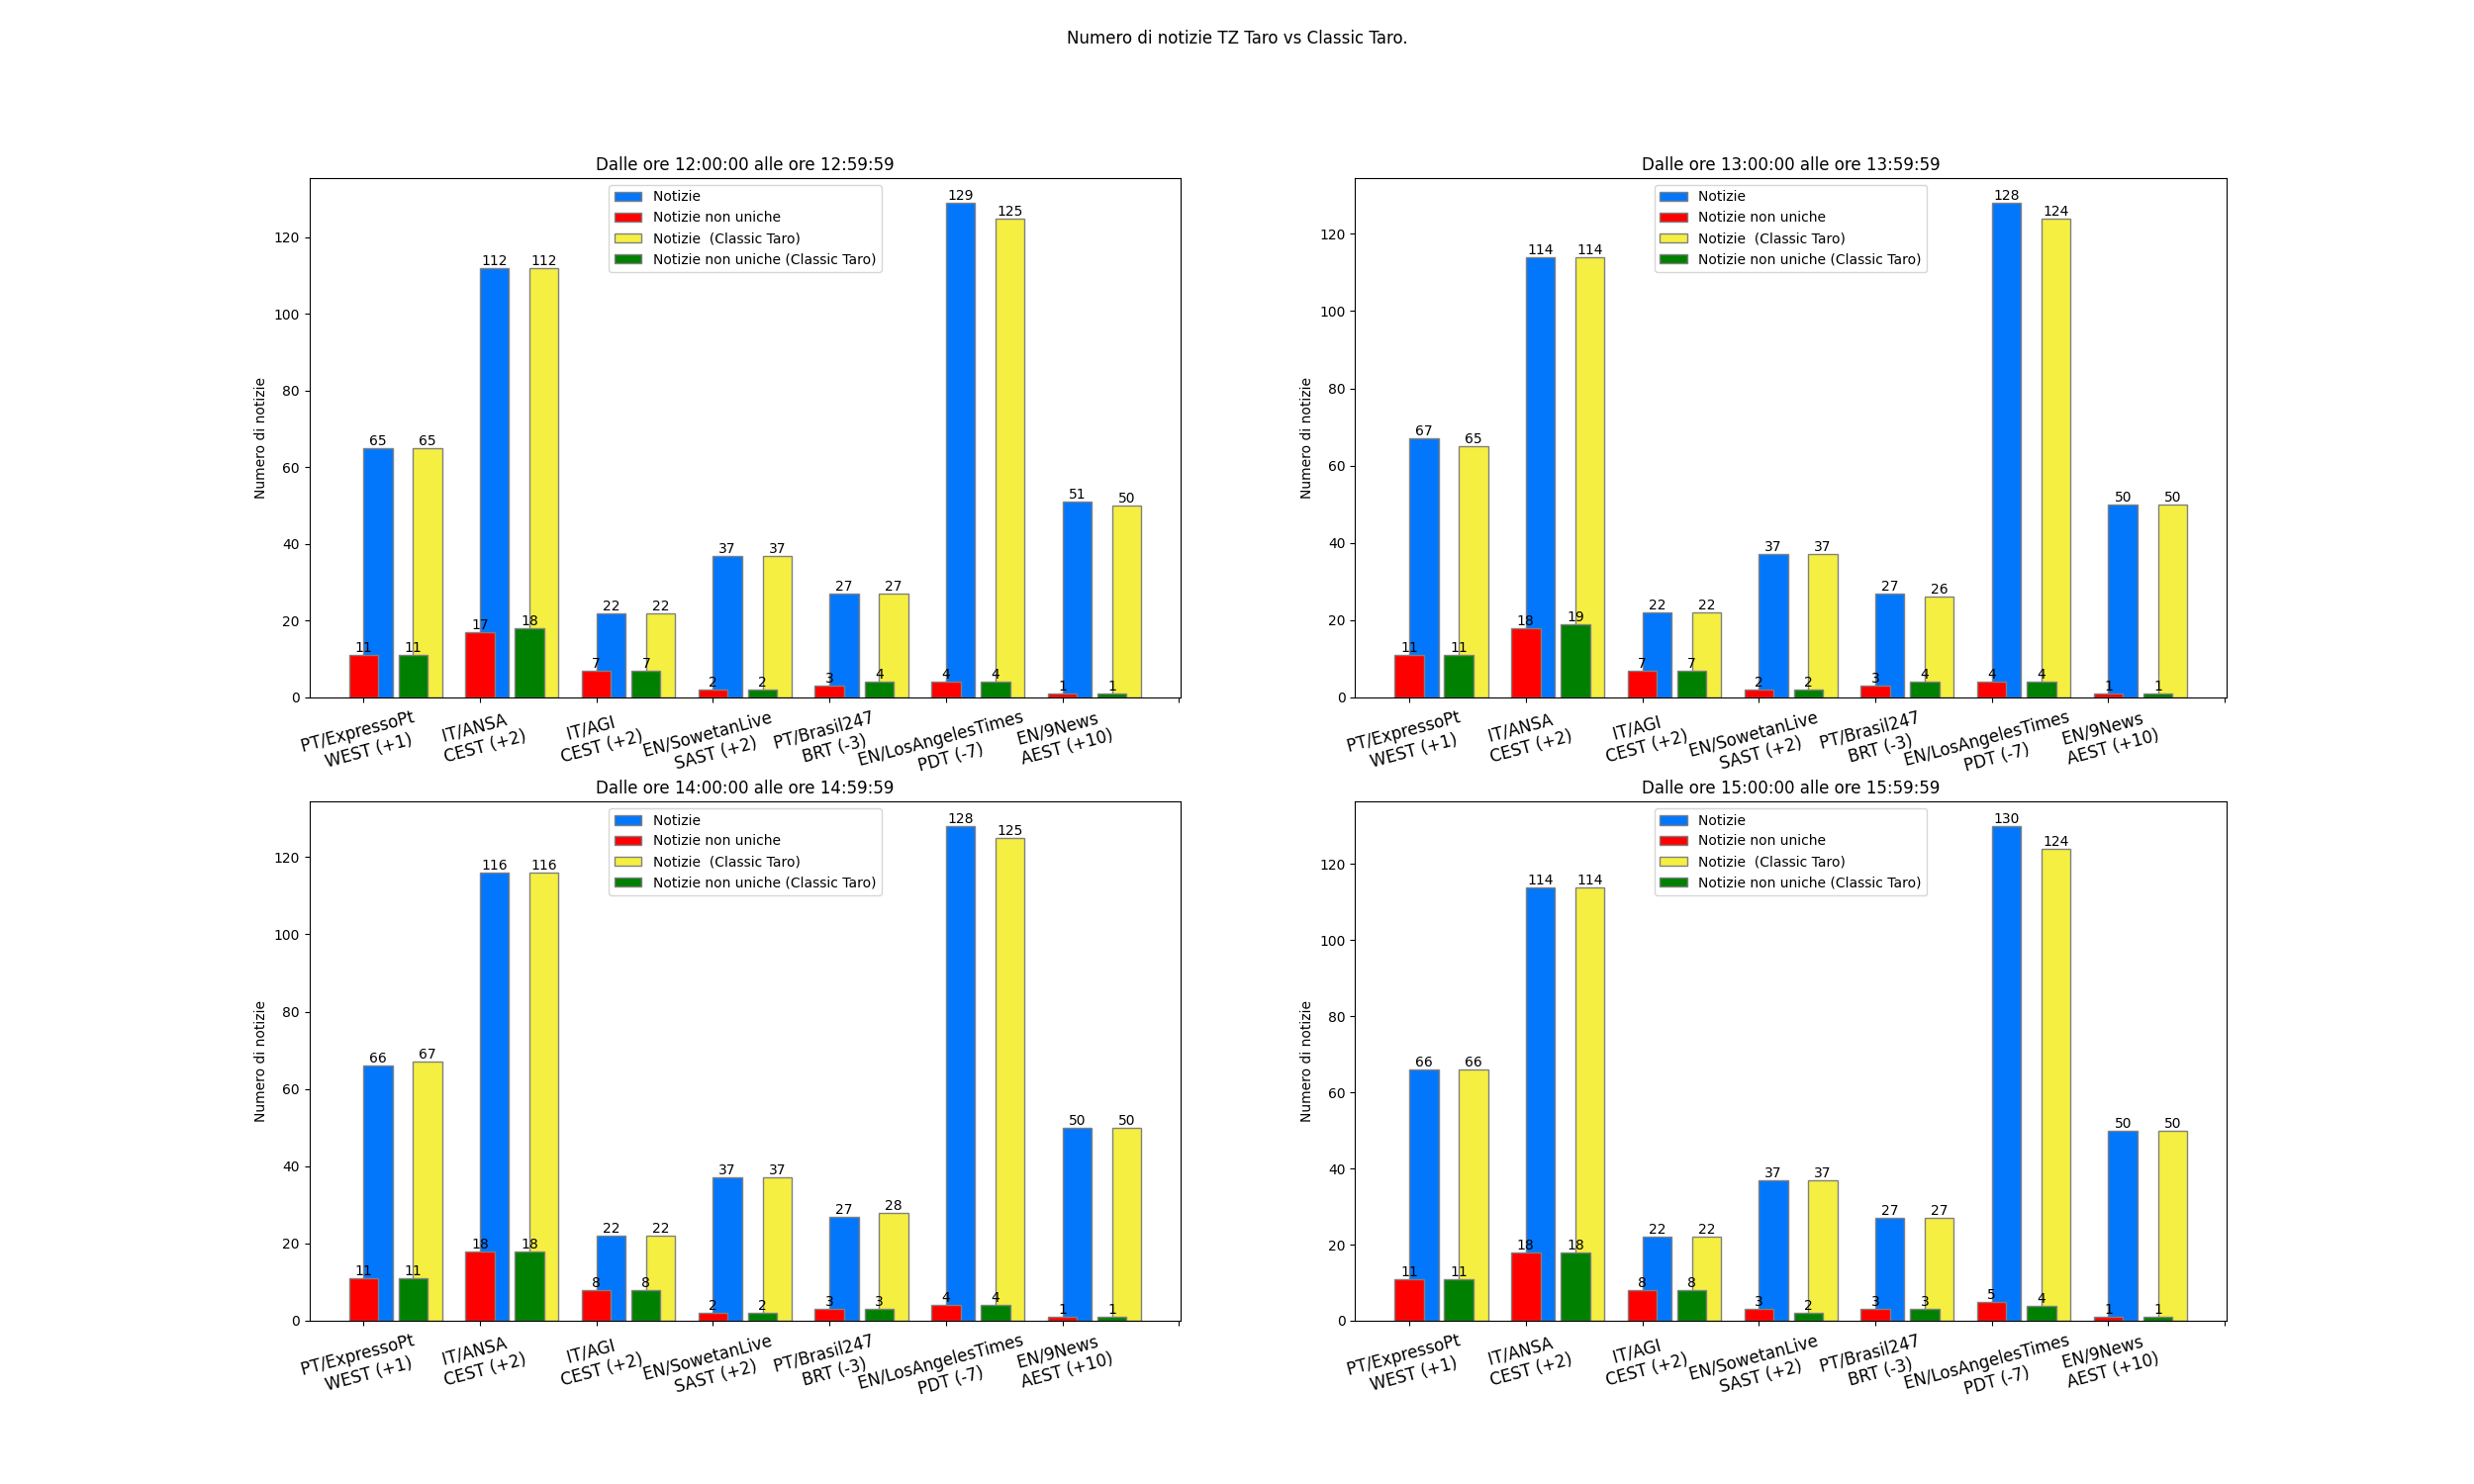 Numero di notizie TZ Taro vs Classic Taro.
Dalle ore 12:00:00 alle ore 12:59:59
Notizie
Notizie non uniche
Notizie  (Classic Taro)
Notizie non uniche (Classic Taro)
Numero di notizie
120
100
80
60
40
20
0
65 65 112 112 22 22 37 37 27 27 129 125 51 50
11 11 17 18 7 7 2 2 3 4 4 4 1 1
PT/ExpressoPt
WEST (+1)
IT/ANSA
CEST (+2)
IT/AGI
CEST (+2)
EN/SowetanLive
SAST (+2)
PT/Brasil247
BRT (-3)
EN/LosAngelesTimes
PDT (-7)
EN/9News
AEST (+10)
Dalle ore 13:00:00 alle ore 13:59:59
Notizie
Notizie non uniche
Notizie  (Classic Taro)
Notizie non uniche (Classic Taro)
Numero di notizie
120
100
80
60
40
20
0
67 65 114 114 22 22 37 37 27 26 128 124 50 50
11 11 18 19 7 7 2 2 3 4 4 4 1 1
PT/ExpressoPt
WEST (+1)
IT/ANSA
CEST (+2)
IT/AGI
CEST (+2)
EN/SowetanLive
SAST (+2)
PT/Brasil247
BRT (-3)
EN/LosAngelesTimes
PDT (-7)
EN/9News
AEST (+10)
Dalle ore 14:00:00 alle ore 14:59:59
Notizie
Notizie non uniche
Notizie  (Classic Taro)
Notizie non uniche (Classic Taro)
Numero di notizie
120
100
80
60
40
20
0
66 67 116 116 22 22 37 37 27 28 128 125 50 50
11 11 18 18 8 8 2 2 3 3 4 4 1 1
PT/ExpressoPt
WEST (+1)
IT/ANSA
CEST (+2)
IT/AGI
CEST (+2)
EN/SowetanLive
SAST (+2)
PT/Brasil247
BRT (-3)
EN/LosAngelesTimes
PDT (-7)
EN/9News
AEST (+10)
Dalle ore 15:00:00 alle ore 15:59:59
Notizie
Notizie non uniche
Notizie  (Classic Taro)
Notizie non uniche (Classic Taro)
Numero di notizie
120
100
80
60
40
20
0
66 66 114 114 22 22 37 37 27 27 130 124 50 50
11 11 18 18 8 8 3 2 3 3 5 4 1 1
PT/ExpressoPt
WEST (+1)
IT/ANSA
CEST (+2)
IT/AGI
CEST (+2)
EN/SowetanLive
SAST (+2)
PT/Brasil247
BRT (-3)
EN/LosAngelesTimes
PDT (-7)
EN/9News
AEST (+10)